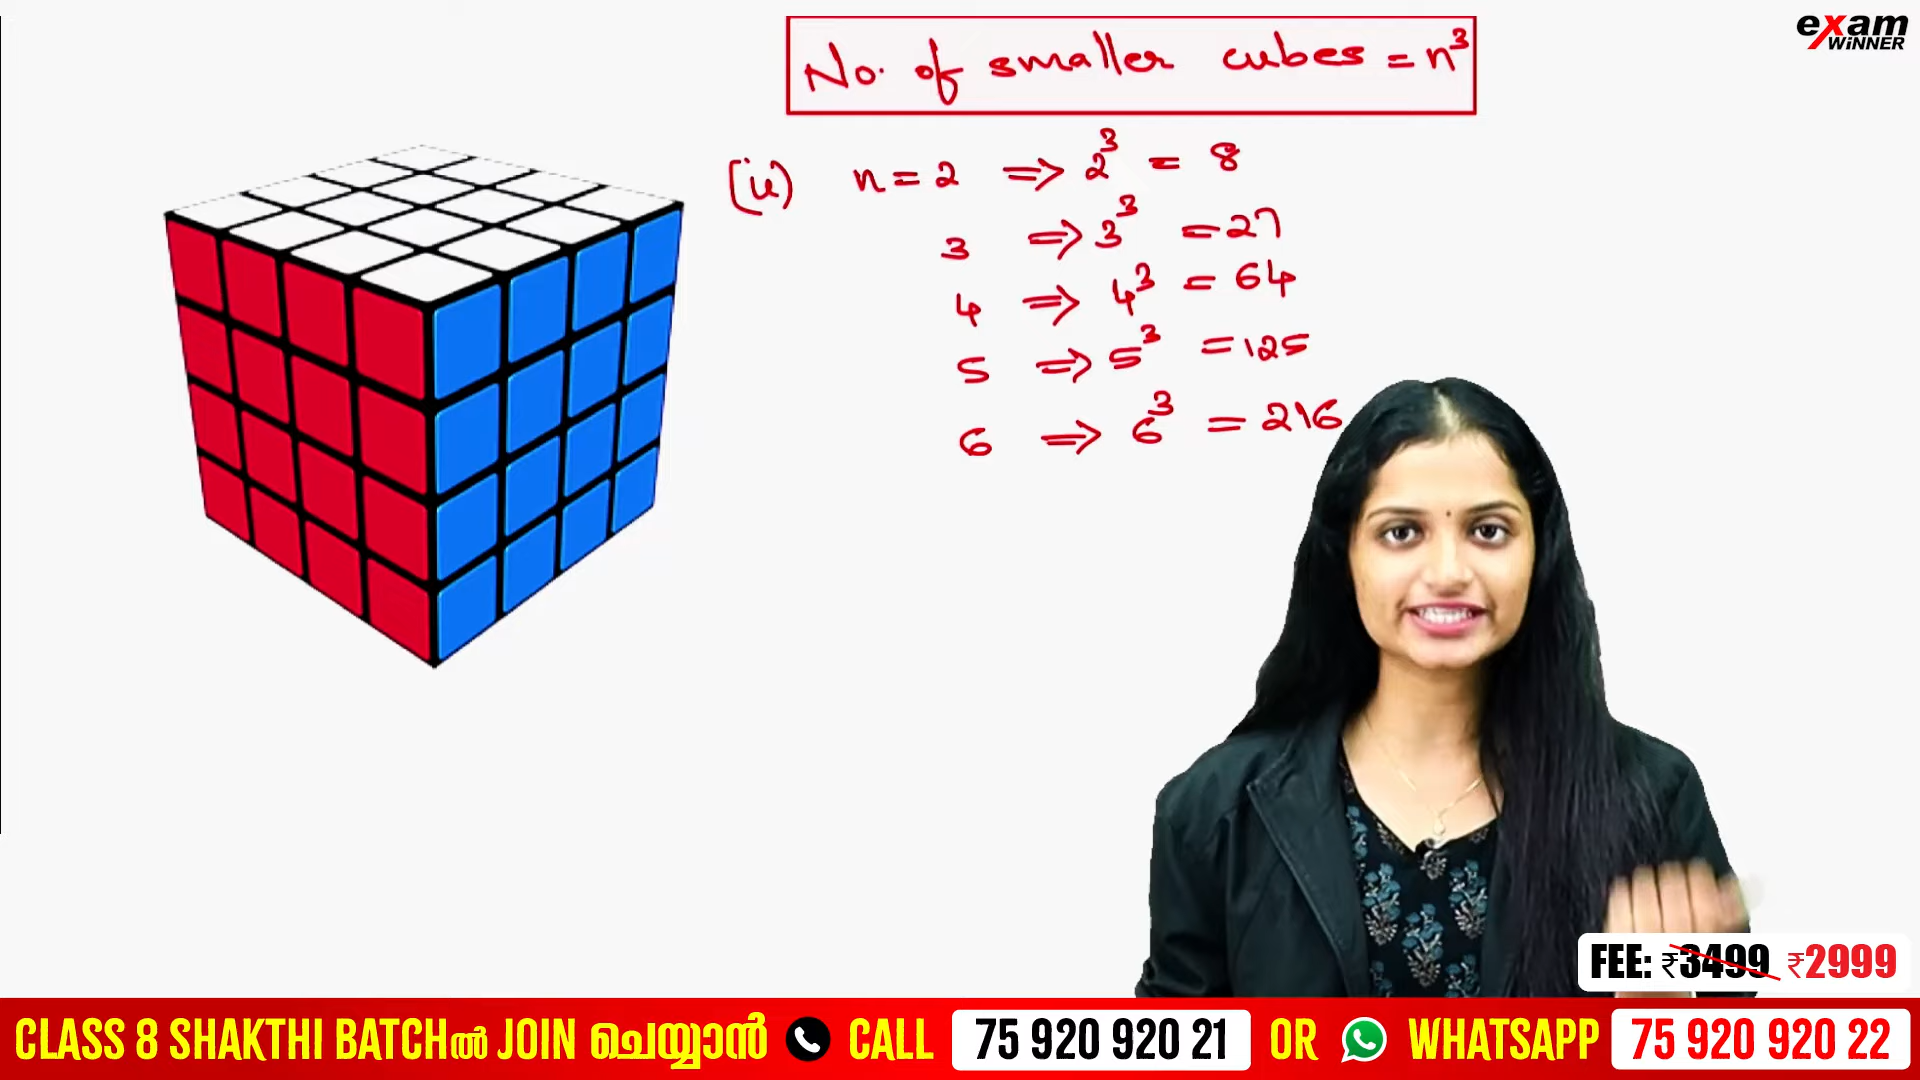 exam
WINNER
No. of smaller cubes = n³
(ii) n = 2 ⇒ 2³ = 8
3 ⇒ 3³ = 27
4 ⇒ 4³ = 64
5 ⇒ 5³ = 125
6 ⇒ 6³ = 216
FEE: ₹3499 ₹2999
CLASS 8 SHAKTHI BATCHൽ JOIN ചെയ്യാൻ CALL 75 920 920 21 OR WHATSAPP 75 920 920 22